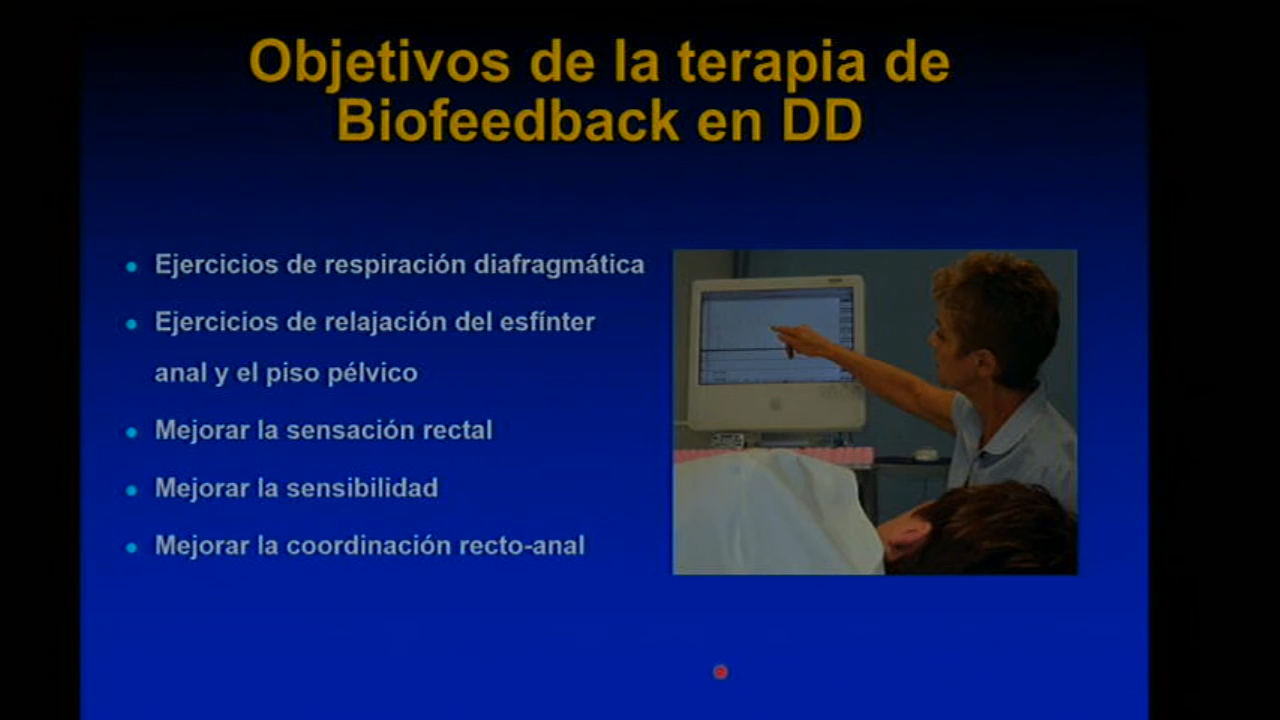 Objetivos de la terapia de
Biofeedback en DD
Ejercicios de respiración diafragmática
Ejercicios de relajación del esfínter
anal y el piso pélvico
Mejorar la sensación rectal
Mejorar la sensibilidad
Mejorar la coordinación recto-anal